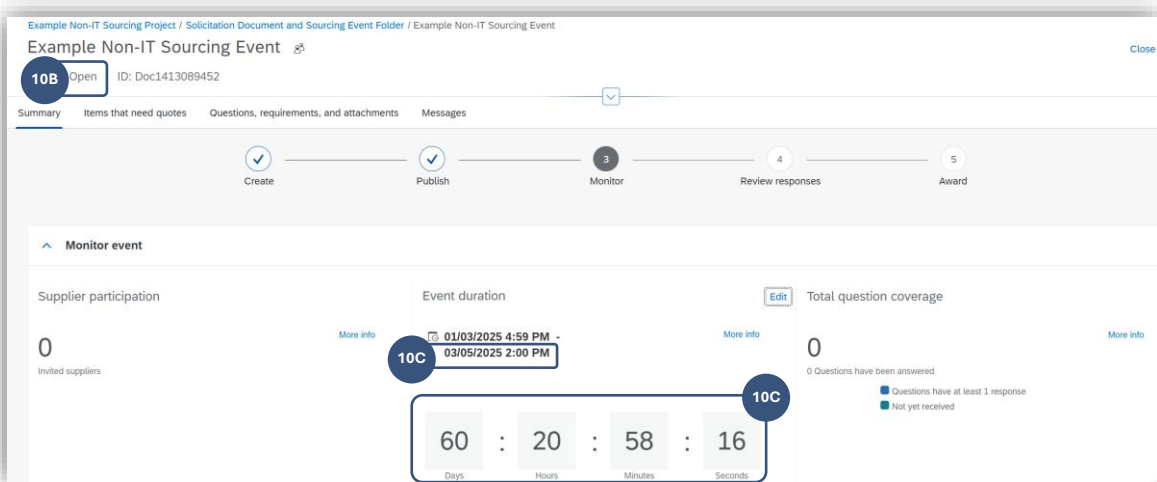 Example Non-IT Sourcing Project / Solicitation Document and Sourcing Event Folder / Example Non-IT Sourcing Event
Example Non-IT Sourcing Event
Close
10B Open ID: Doc1413089452
Summary Items that need quotes Questions, requirements, and attachments Messages
3 4 5
Create Publish Monitor Review responses Award
Monitor event
Supplier participation
0
More info
Invited suppliers
Event duration
Edit
01/03/2025 4:59 PM -
More info
10C 03/05/2025 2:00 PM
10C
60 : 20 : 58 : 16
Days Hours Minutes Seconds
Total question coverage
0
More info
0 Questions have been answered
Questions have at least 1 response
Not yet received